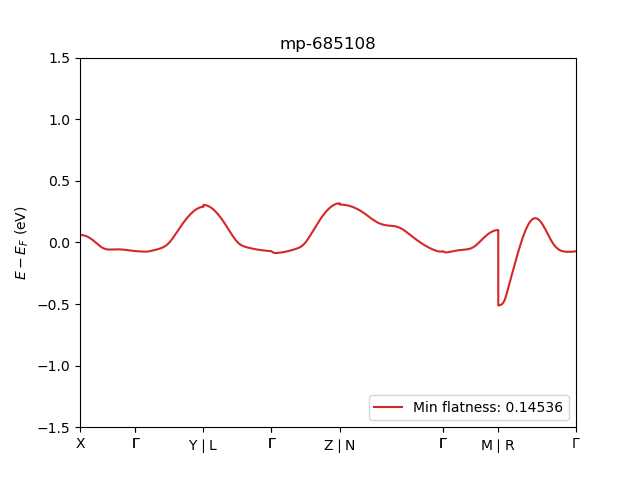 mp-685108
E − E_F (eV)
1.5
1.0
0.5
0.0
−0.5
−1.0
−1.5
X Γ Y | L Γ Z | N Γ M | R Γ
Min flatness: 0.14536